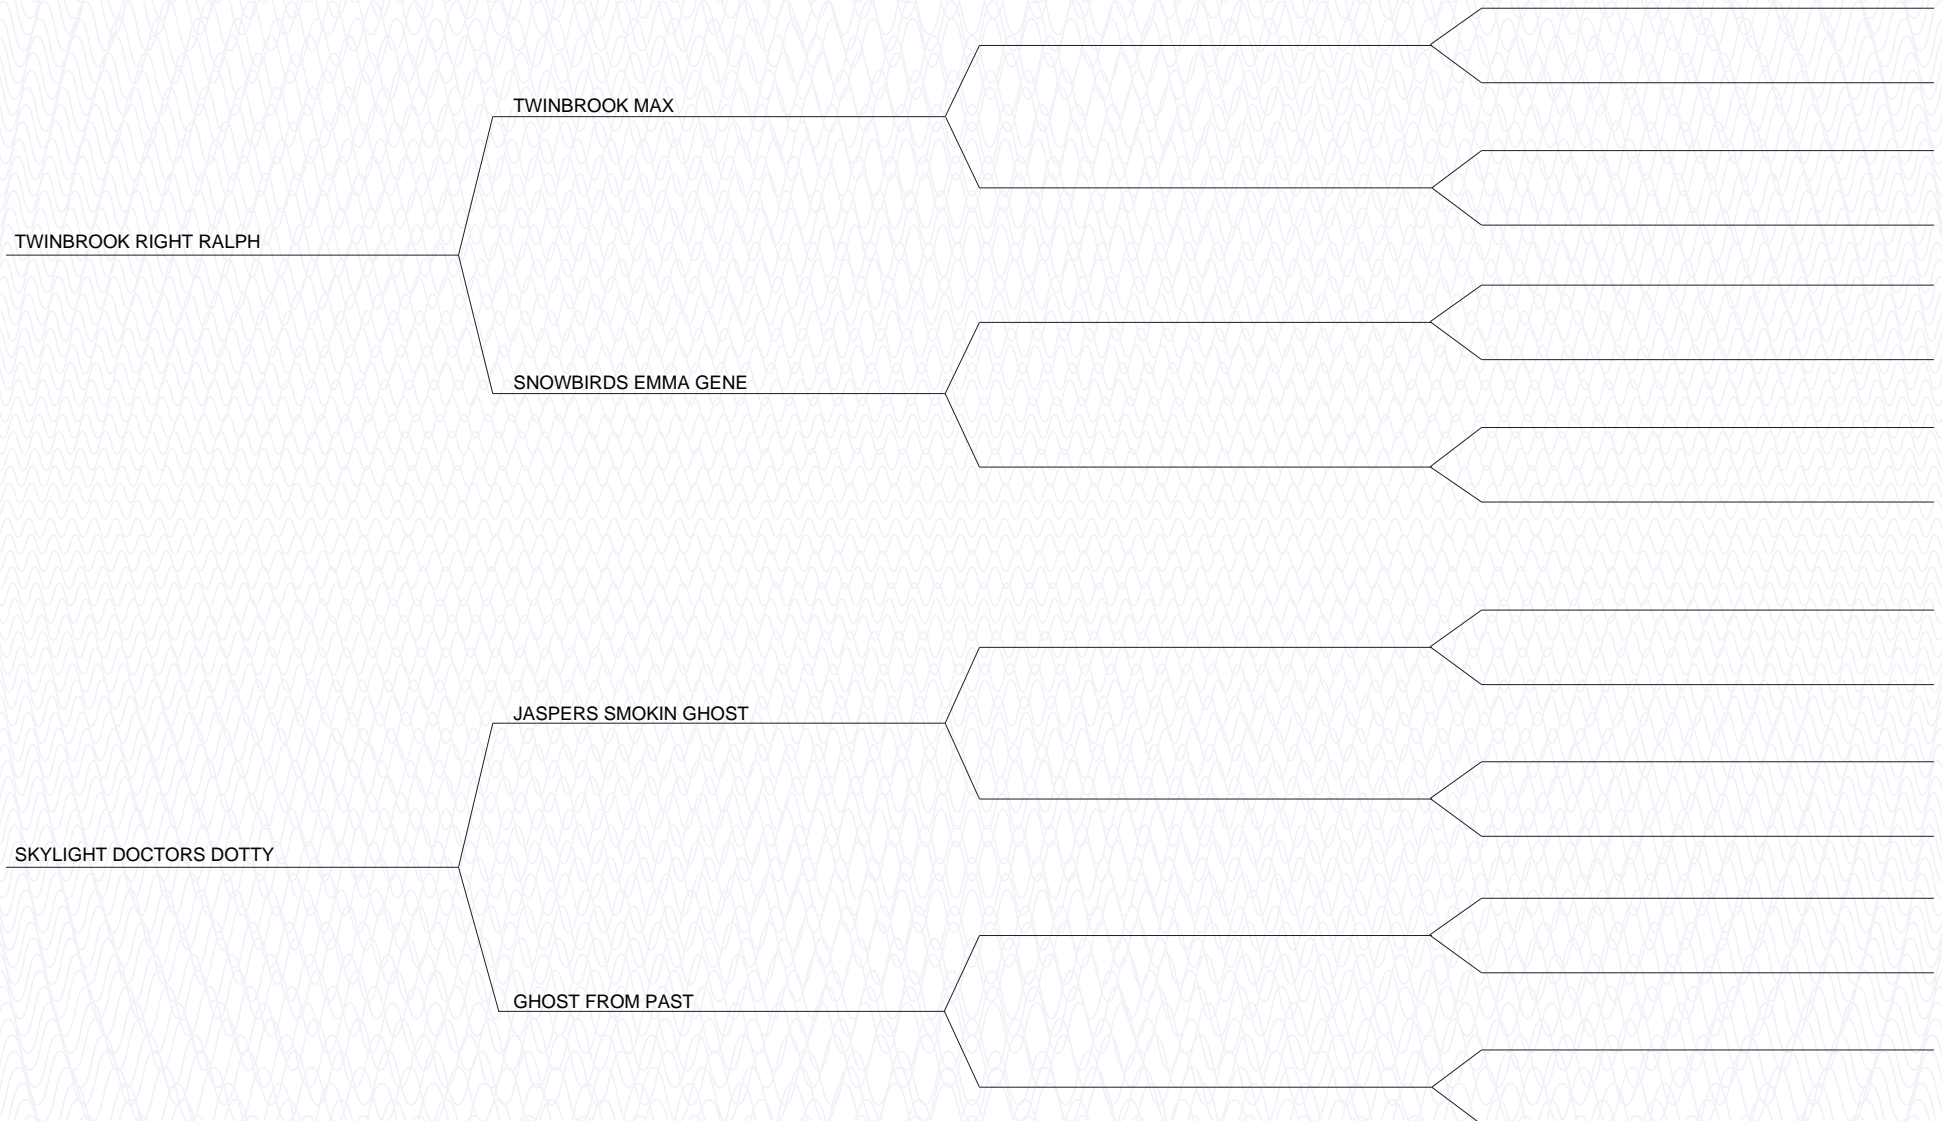 TWINBROOK MAX
TWINBROOK RIGHT RALPH
SNOWBIRDS EMMA GENE
JASPERS SMOKIN GHOST
SKYLIGHT DOCTORS DOTTY
GHOST FROM PAST